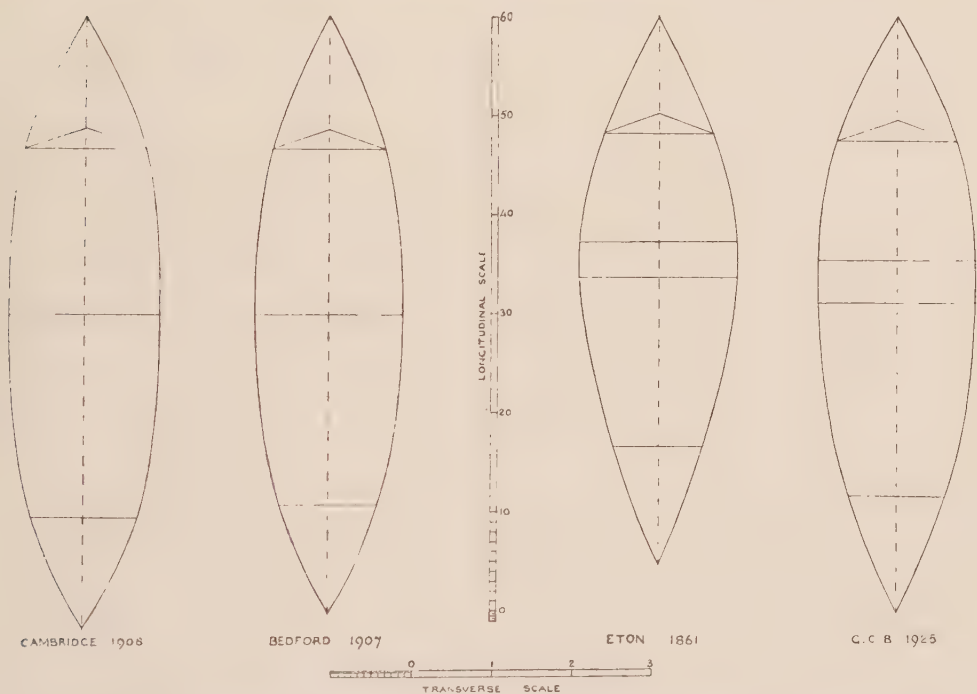 60
50
40
LONGITUDINAL SCALE
30
20
10
0
CAMBRIDGE 1908
BEDFORD 1907
ETON 1861
G.C B 1925
0 1 2 3
TRANSVERSE SCALE